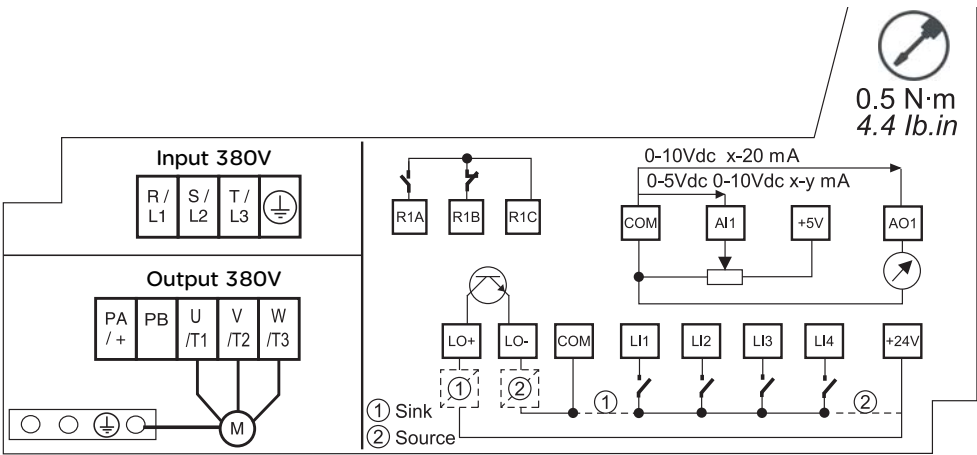 0.5 N·m
4.4 lb.in
Input 380V
R / L1
S / L2
T / L3
R1A
R1B
R1C
0-10Vdc x-20 mA
0-5Vdc 0-10Vdc x-y mA
COM
AI1
+5V
AO1
Output 380V
PA / +
PB
U /T1
V /T2
W /T3
M
LO+
LO-
COM
LI1
LI2
LI3
LI4
+24V
1
2
1
2
1 Sink
2 Source